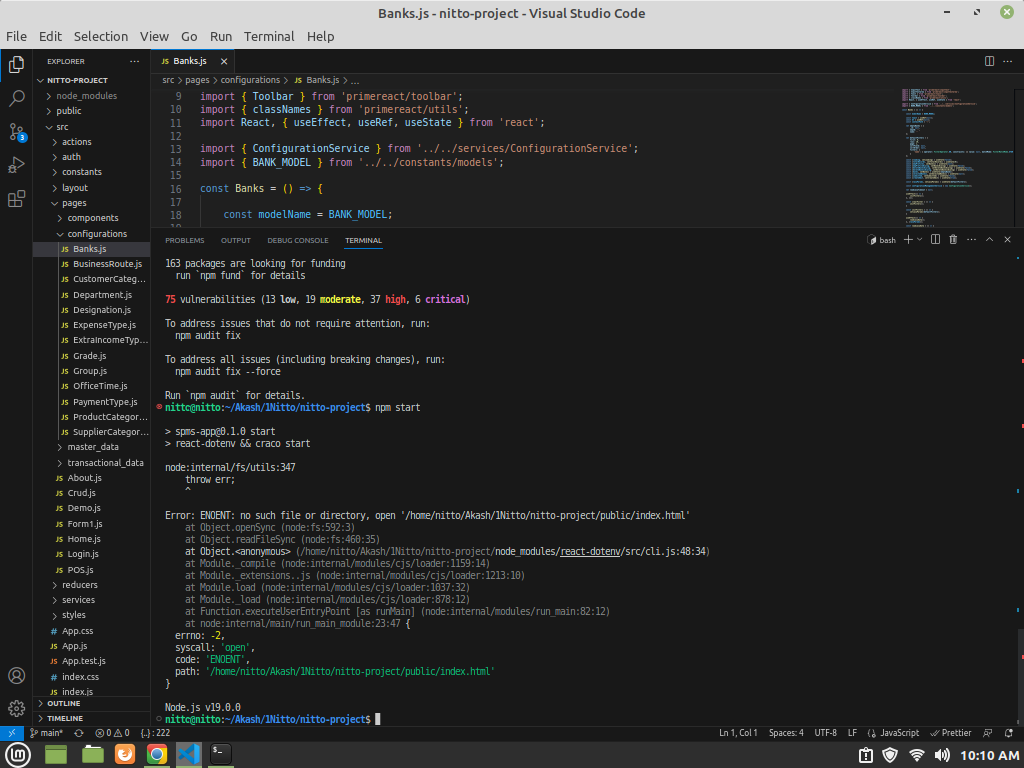 Banks.js - nitto-project - Visual Studio Code
File Edit Selection View Go Run Terminal Help
EXPLORER
NITTO-PROJECT
node_modules
public
src
actions
auth
constants
layout
pages
components
configurations
JS Banks.js
JS BusinessRoute.js
JS CustomerCateg...
JS Department.js
JS Designation.js
JS ExpenseType.js
JS ExtraIncomeTyp...
JS Grade.js
JS Group.js
JS OfficeTime.js
JS PaymentType.js
JS ProductCategor...
JS SupplierCategor...
master_data
transactional_data
JS About.js
JS Crud.js
JS Demo.js
JS Form1.js
JS Home.js
JS Login.js
JS POS.js
reducers
services
styles
# App.css
JS App.js
JS App.test.js
# index.css
JS index.js
OUTLINE
TIMELINE
3
JS Banks.js
src > pages > configurations > JS Banks.js > ...
9 import { Toolbar } from 'primereact/toolbar';
10 import { classNames } from 'primereact/utils';
11 import React, { useEffect, useRef, useState } from 'react';
12
13 import { ConfigurationService } from '../../services/ConfigurationService';
14 import { BANK_MODEL } from '../../constants/models';
15
16 const Banks = () => {
17
18 const modelName = BANK_MODEL;
PROBLEMS OUTPUT DEBUG CONSOLE TERMINAL
bash
163 packages are looking for funding
run `npm fund` for details
75 vulnerabilities (13 low, 19 moderate, 37 high, 6 critical)
To address issues that do not require attention, run:
npm audit fix
To address all issues (including breaking changes), run:
npm audit fix --force
Run `npm audit` for details.
nittc@nitto:~/Akash/1Nitto/nitto-project$ npm start
> spms-app@0.1.0 start
> react-dotenv && craco start
node:internal/fs/utils:347
throw err;
^
Error: ENOENT: no such file or directory, open '/home/nitto/Akash/1Nitto/nitto-project/public/index.html'
at Object.openSync (node:fs:592:3)
at Object.readFileSync (node:fs:460:35)
at Object.<anonymous> (/home/nitto/Akash/1Nitto/nitto-project/node_modules/react-dotenv/src/cli.js:48:34)
at Module._compile (node:internal/modules/cjs/loader:1159:14)
at Module._extensions..js (node:internal/modules/cjs/loader:1213:10)
at Module.load (node:internal/modules/cjs/loader:1037:32)
at Module._load (node:internal/modules/cjs/loader:878:12)
at Function.executeUserEntryPoint [as runMain] (node:internal/modules/run_main:82:12)
at node:internal/main/run_main_module:23:47 {
errno: -2,
syscall: 'open',
code: 'ENOENT',
path: '/home/nitto/Akash/1Nitto/nitto-project/public/index.html'
}
Node.js v19.0.0
nittc@nitto:~/Akash/1Nitto/nitto-project$
main* 0 0 {..} : 222
Ln 1, Col 1 Spaces: 4 UTF-8 LF JavaScript Prettier
10:10 AM